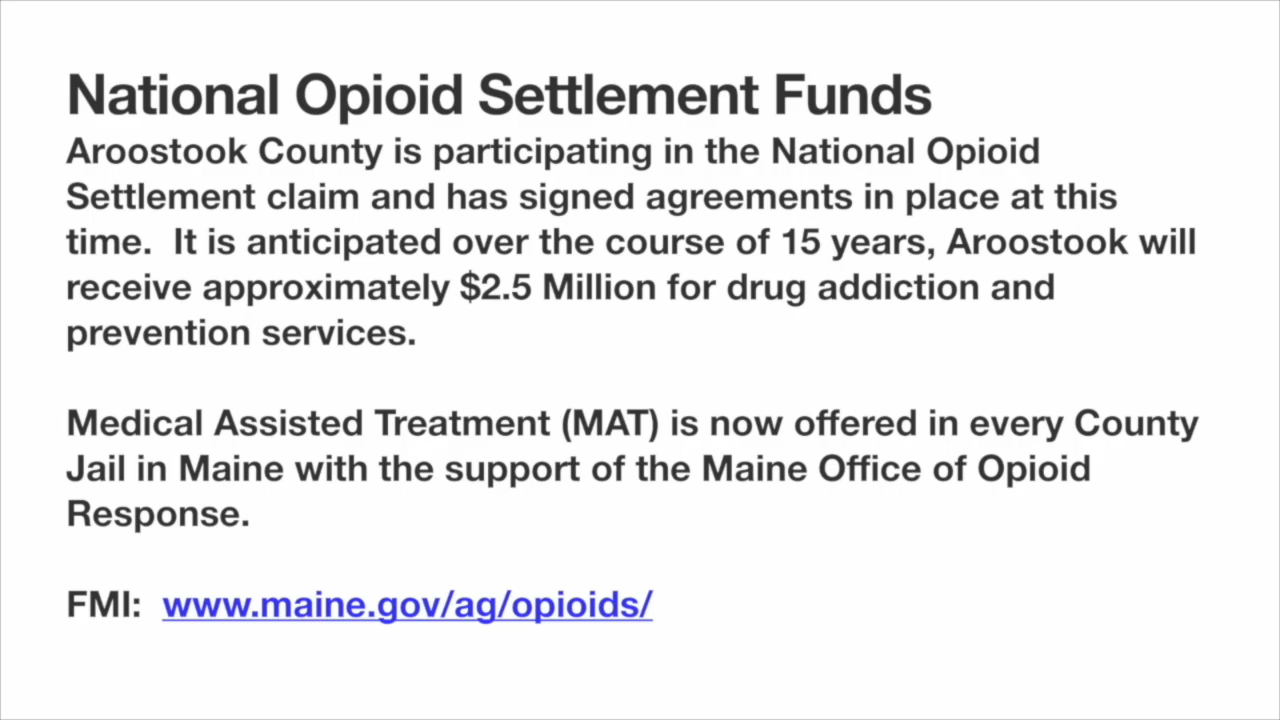 National Opioid Settlement Funds
Aroostook County is participating in the National Opioid
Settlement claim and has signed agreements in place at this
time.  It is anticipated over the course of 15 years, Aroostook will
receive approximately $2.5 Million for drug addiction and
prevention services.
Medical Assisted Treatment (MAT) is now offered in every County
Jail in Maine with the support of the Maine Office of Opioid
Response.
FMI:  www.maine.gov/ag/opioids/